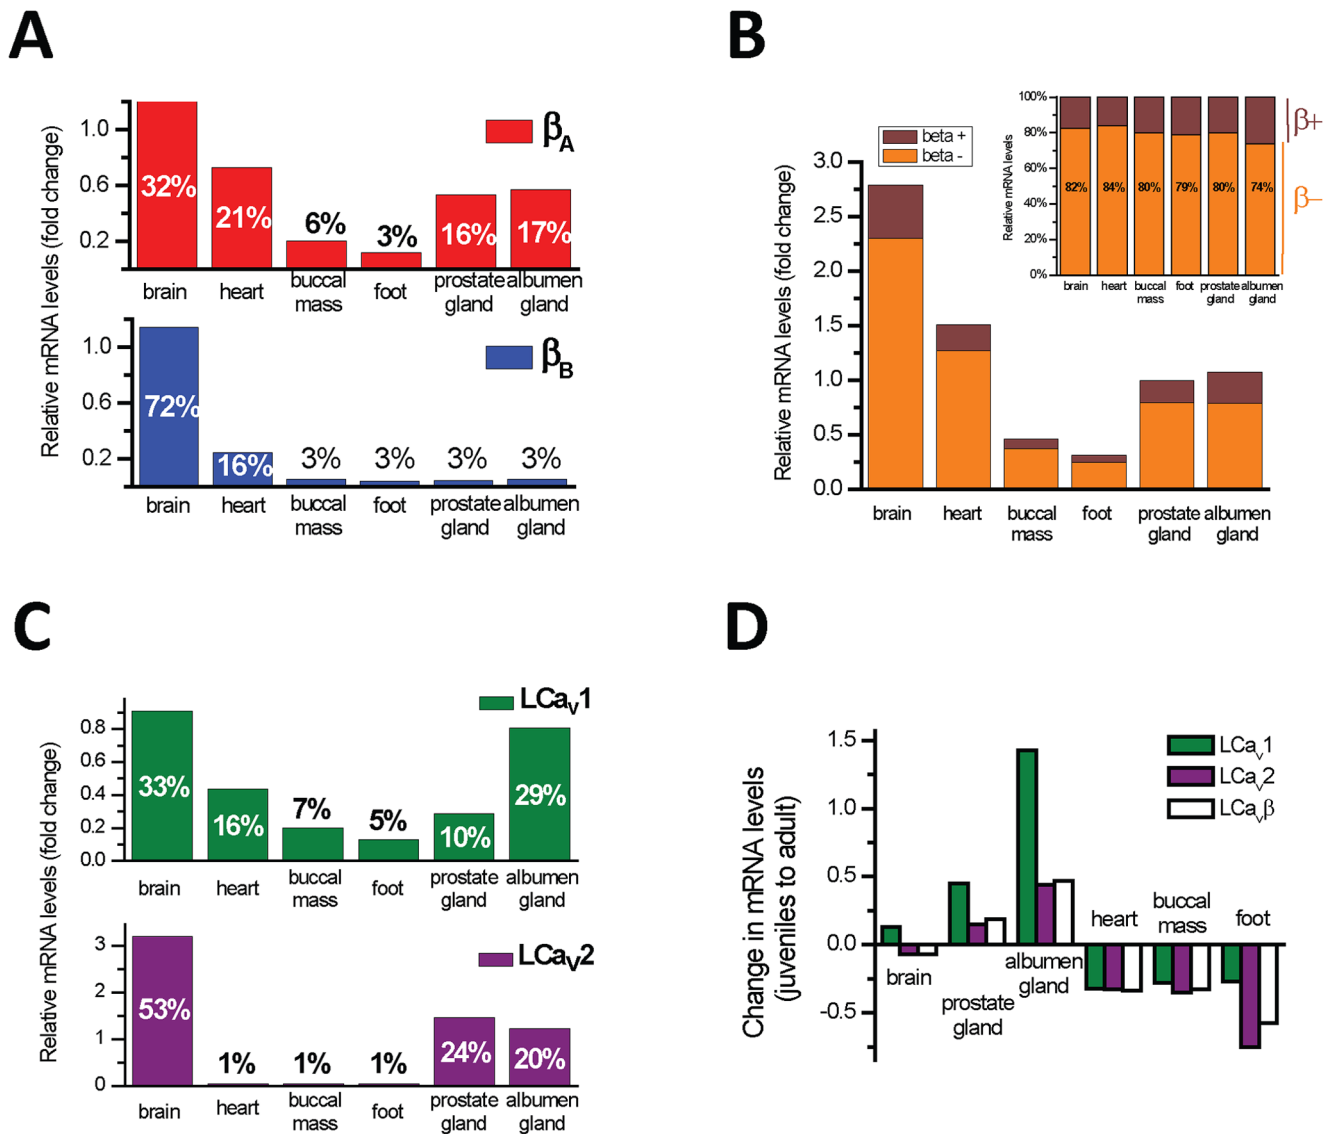 A
Relative mRNA levels (fold change)
1.0
0.6
0.2
βA
32%
21%
6%
3%
16%
17%
brain
heart
buccal
mass
foot
prostate
gland
albumen
gland
Relative mRNA levels (fold change)
1.0
0.6
0.2
βB
72%
16%
3%
3%
3%
3%
brain
heart
buccal
mass
foot
prostate
gland
albumen
gland
B
Relative mRNA levels (fold change)
3.0
2.5
2.0
1.5
1.0
0.5
0.0
beta +
beta -
brain
heart
buccal
mass
foot
prostate
gland
albumen
gland
Relative mRNA levels
100%
80%
60%
40%
20%
0%
82%
84%
80%
79%
80%
74%
brain
heart
buccal
mass
foot
prostate
gland
albumen
gland
β+
β−
C
Relative mRNA levels (fold change)
0.8
0.6
0.4
0.2
0.0
LCaV1
33%
16%
7%
5%
10%
29%
brain
heart
buccal
mass
foot
prostate
gland
albumen
gland
3
2
1
0
LCaV2
53%
1%
1%
1%
24%
20%
brain
heart
buccal
mass
foot
prostate
gland
albumen
gland
D
Change in mRNA levels
(juveniles to adult)
1.5
1.0
0.5
0.0
-0.5
LCav1
LCav2
LCavβ
brain
prostate
gland
albumen
gland
heart
buccal
mass
foot